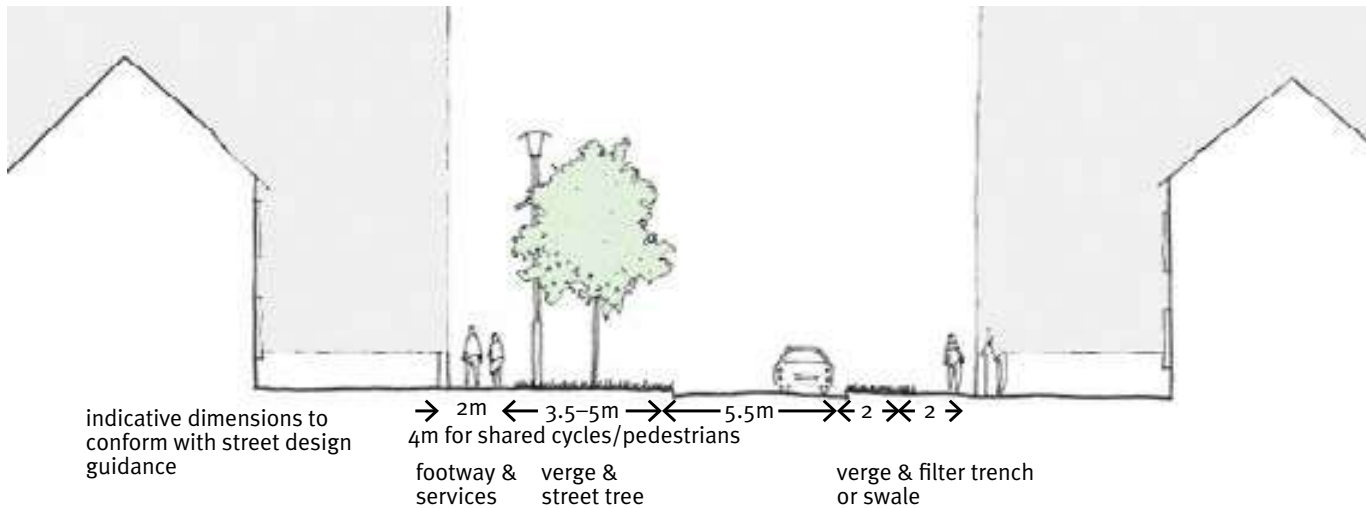 2m 3.5–5m 5.5m 2 2
indicative dimensions to
conform with street design
guidance
4m for shared cycles/pedestrians
footway &
services
verge &
street tree
verge & filter trench
or swale